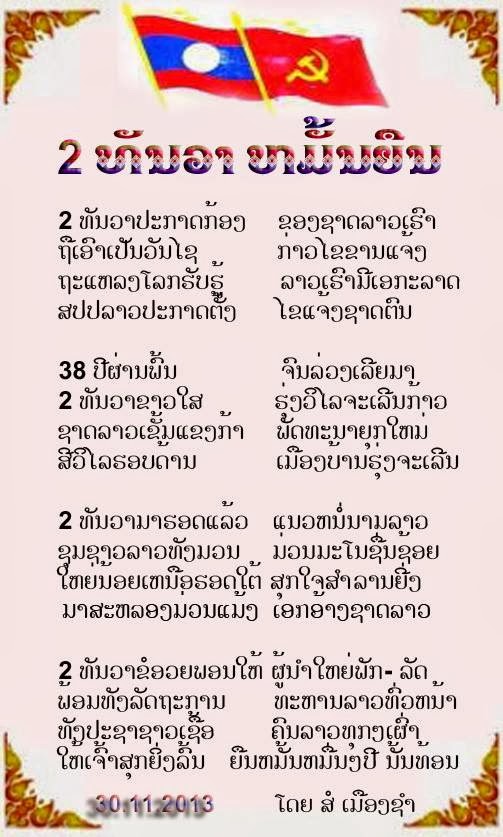 2 ທັນວາ ຫມັ້ນຍືນ
2 ທັນວາປະກາດກ້ອງ ຂອງຊາດລາວເຮົາ
ຖືເອົາເປັນວັນໄຊ ກ່າວໄຂຂານແຈ້ງ
ຖະແຫລງໂລກຮັບຮູ້ ລາວເຮົາມີເອກະລາດ
ສປປລາວປະກາດຕັ້ງ ໄຂແຈ້ງຊາດຕົນ
38 ປີຜ່ານພົ້ນ ຈົນລ່ວງເລີຍມາ
2 ທັນວາຂາວໃສ ຮຸ່ງວິໄລຈະເລີນກ້າວ
ຊາດລາວເຂັ້ມແຂງກ້າ ພັດທະນາຍຸກໃຫມ່
ສີວິໄລຮອບດ້ານ ເມືອງບ້ານຮຸ່ງຈະເລີນ
2 ທັນວາມາຮອດແລ້ວ ແນວຫນໍ່ນາມລາວ
ຊຸມຊາວລາວທັງມວນ ມ່ວນມະໂນຊື່ນຊ້ອຍ
ໃຫຍ່ນ້ອຍເຫນືອຮອດໃຕ້ ສຸກໃຈສຳລານຍິ່ງ
ມາສະຫລອງມ່ວນແມ້ງ ເອກອ້າງຊາດລາວ
2 ທັນວາຂໍອວຍພອນໃຫ້ ຜູ້ນຳໃຫຍ່ພັກ- ລັດ
ພ້ອມທັງລັດຖະການ ທະຫານລາວທົ່ວຫນ້າ
ທັງປະຊາຊາວເຊື້ອ ຄົນລາວທຸກໆເຜົ່າ
ໃຫ້ເຈົ້າສຸກຍິ່ງລົ້ນ ຍືນຫມັ້ນຫມື່ນໆປີ ນັ້ນທ້ອນ
30.11.2013 ໂດຍ ສໍ ເມືອງຊຳ